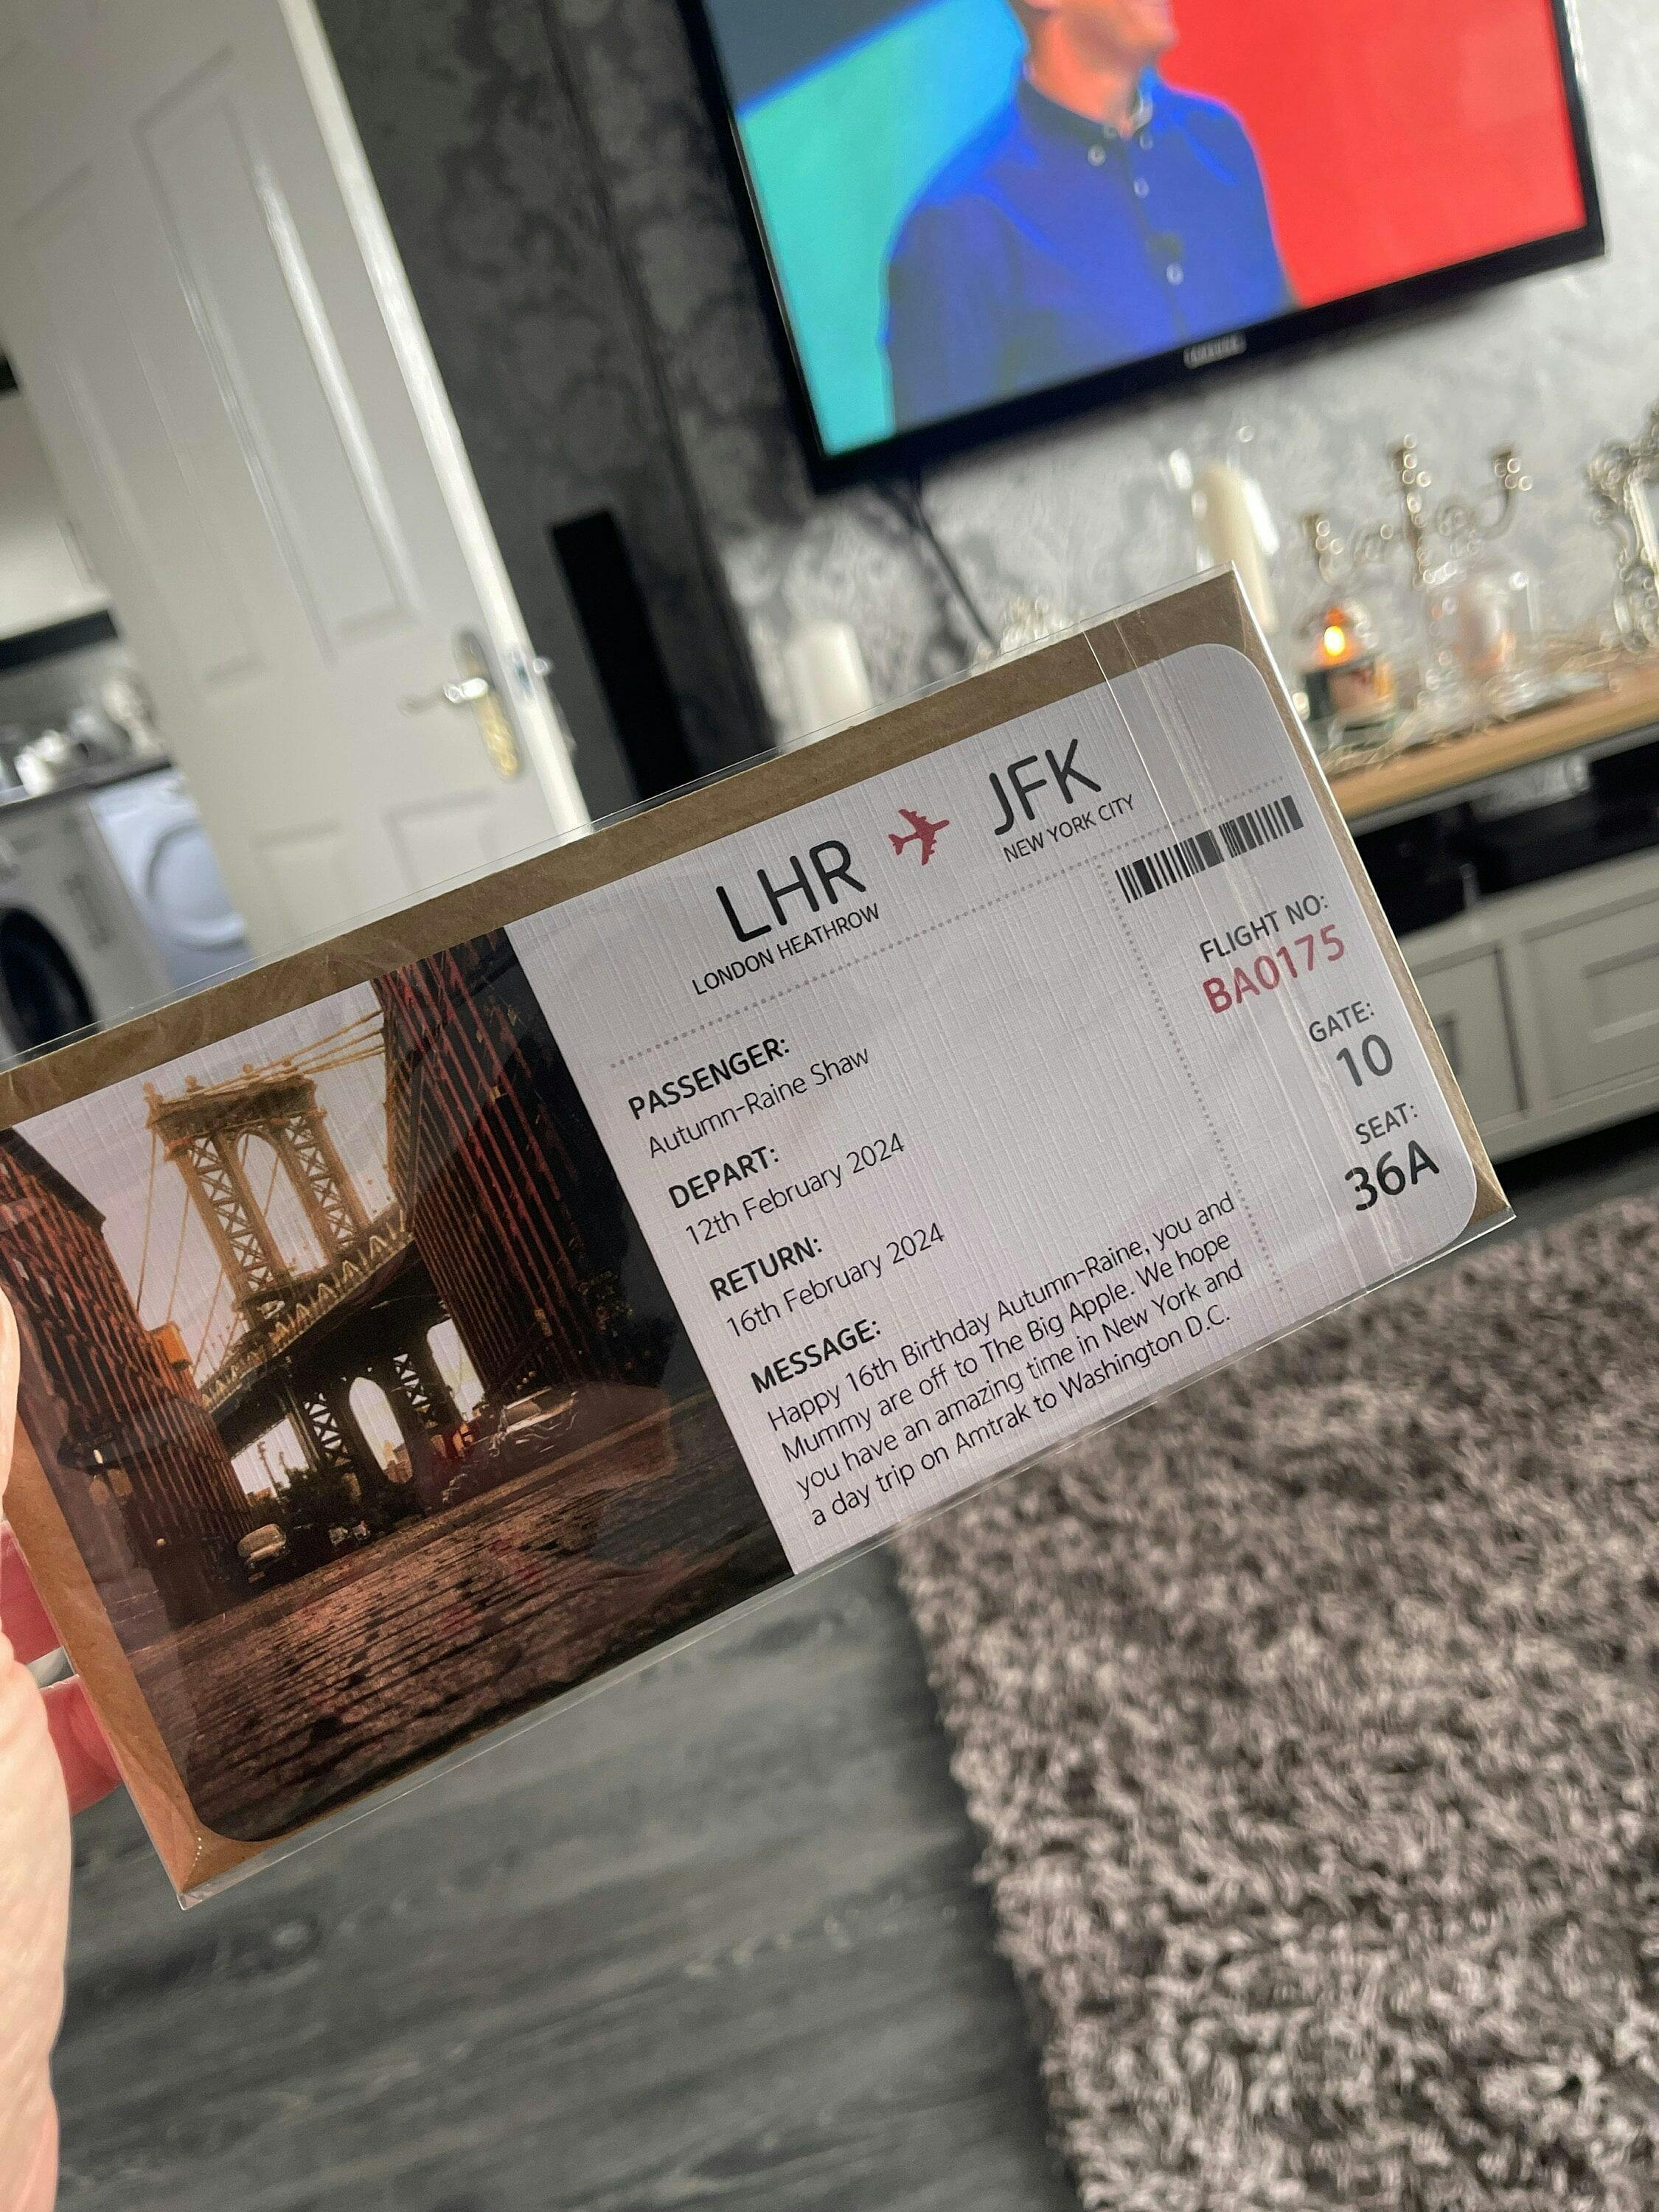 LHR
LONDON HEATHROW
JFK
NEW YORK CITY
PASSENGER:
Autumn-Raine Shaw
DEPART:
12th February 2024
RETURN:
16th February 2024
MESSAGE:
Happy 16th Birthday Autumn-Raine, you and
Mummy are off to The Big Apple. We hope
you have an amazing time in New York and
a day trip on Amtrak to Washington D.C.
FLIGHT NO:
BA0175
GATE:
10
SEAT:
36A